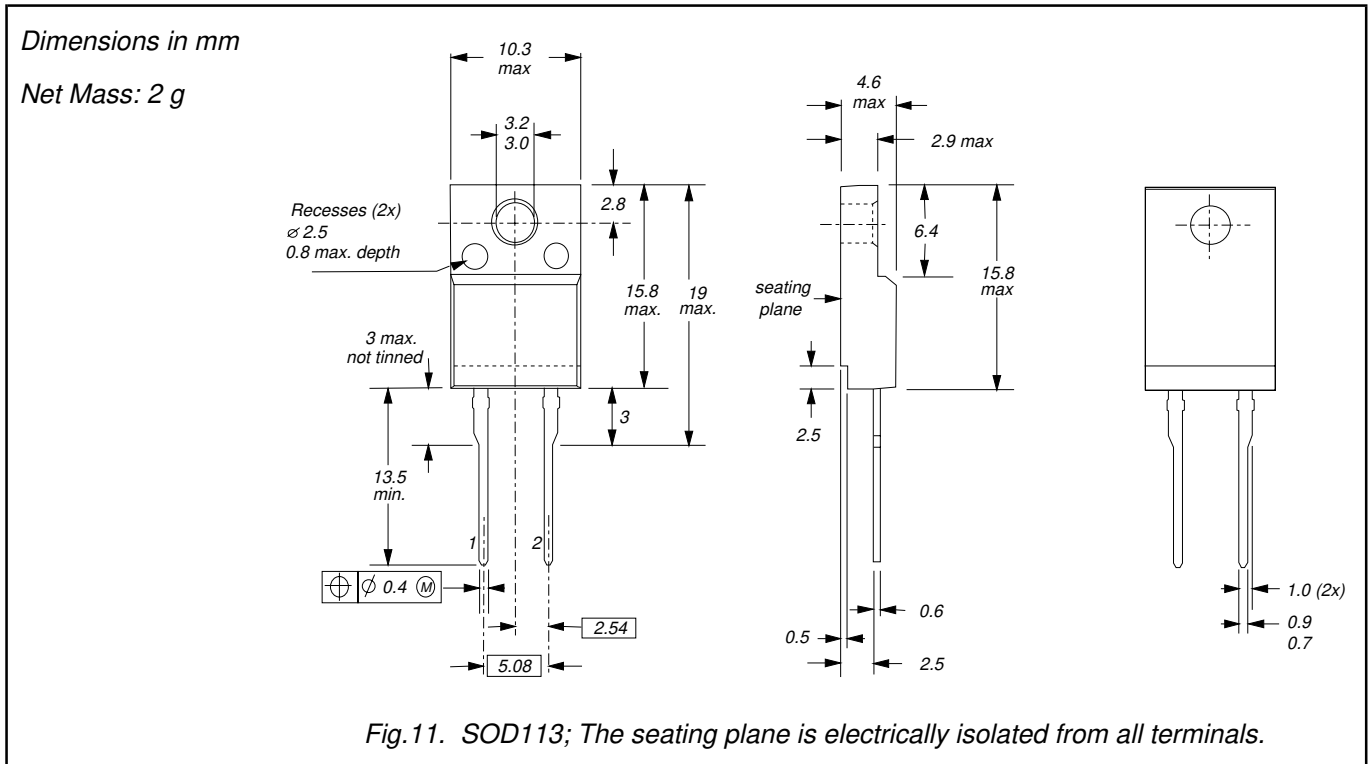 Dimensions in mm
Net Mass: 2 g
10.3
max
3.2
3.0
2.8
Recesses (2x)
⌀ 2.5
0.8 max. depth
15.8
max.
19
max.
3 max.
not tinned
3
13.5
min.
1
2
⌀ 0.4 Ⓜ
2.54
5.08
4.6
max
2.9 max
6.4
15.8
max
seating
plane
2.5
0.6
0.5
2.5
1.0 (2x)
0.9
0.7
Fig.11. SOD113; The seating plane is electrically isolated from all terminals.